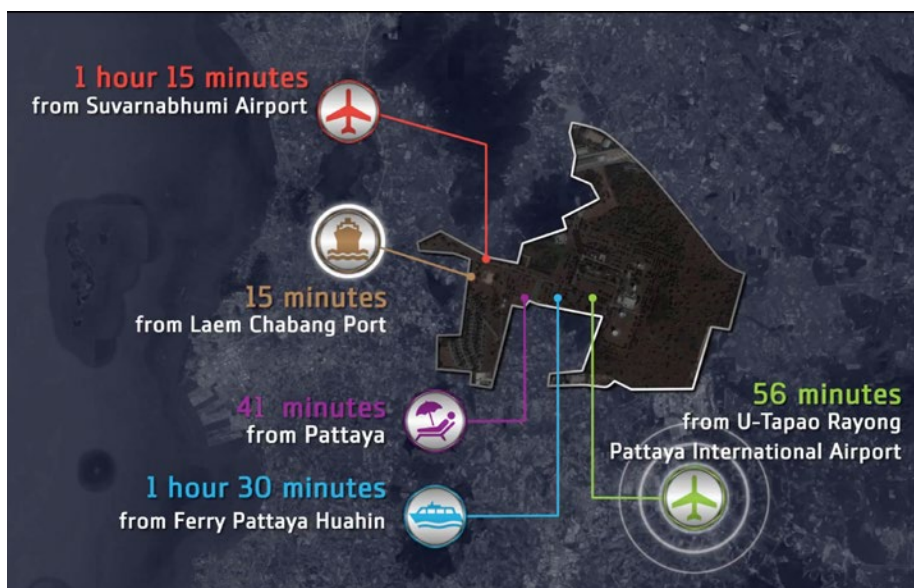 1 hour 15 minutes
from Suvarnabhumi Airport
15 minutes
from Laem Chabang Port
41 minutes
from Pattaya
56 minutes
from U-Tapao Rayong
Pattaya International Airport
1 hour 30 minutes
from Ferry Pattaya Huahin